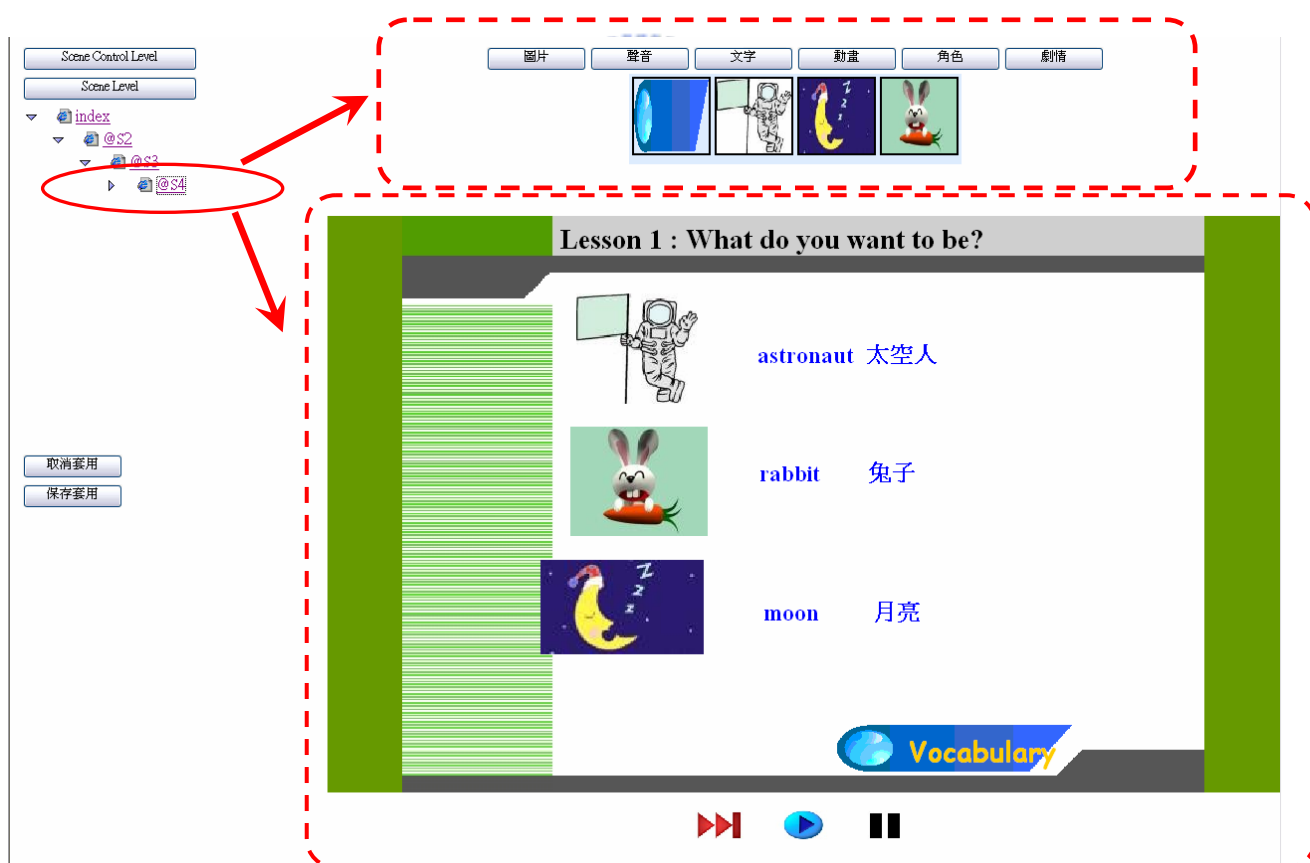 Scene Control Level
Scene Level
index
@S2
@S3
@S4
取消套用
保存套用
圖片 聲音 文字 動畫 角色 劇情
Lesson 1 : What do you want to be?
astronaut 太空人
rabbit 兔子
moon 月亮
Vocabulary